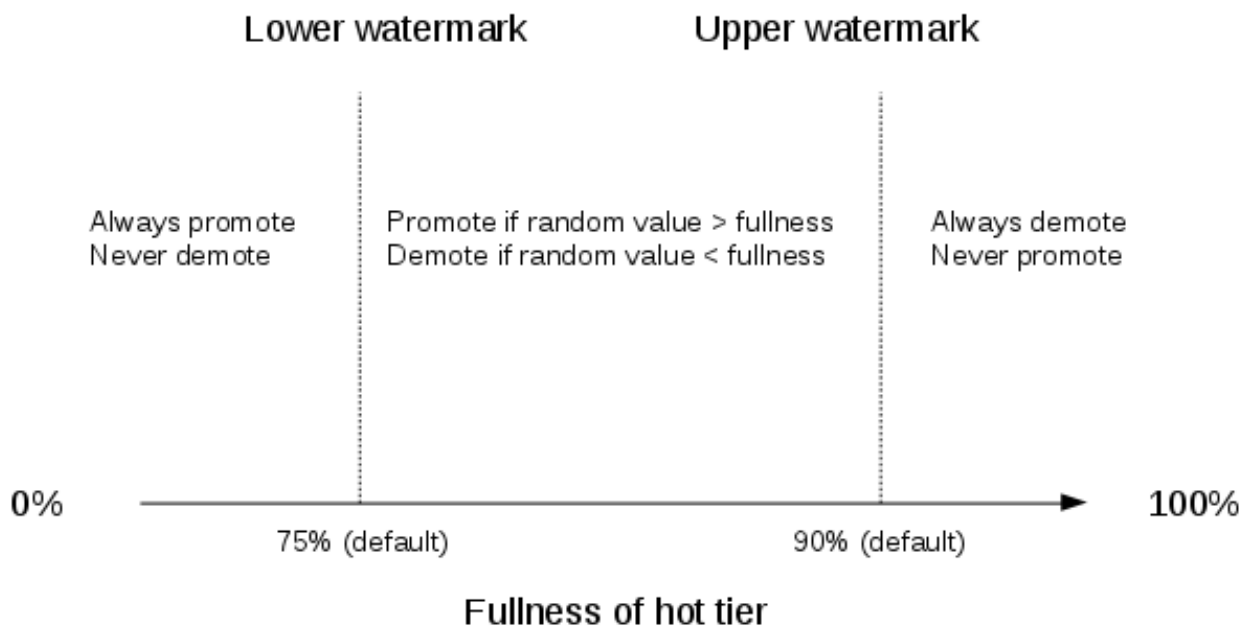 Lower watermark
Upper watermark
Always promote
Never demote
Promote if random value > fullness
Demote if random value < fullness
Always demote
Never promote
0%
100%
75% (default)
90% (default)
Fullness of hot tier